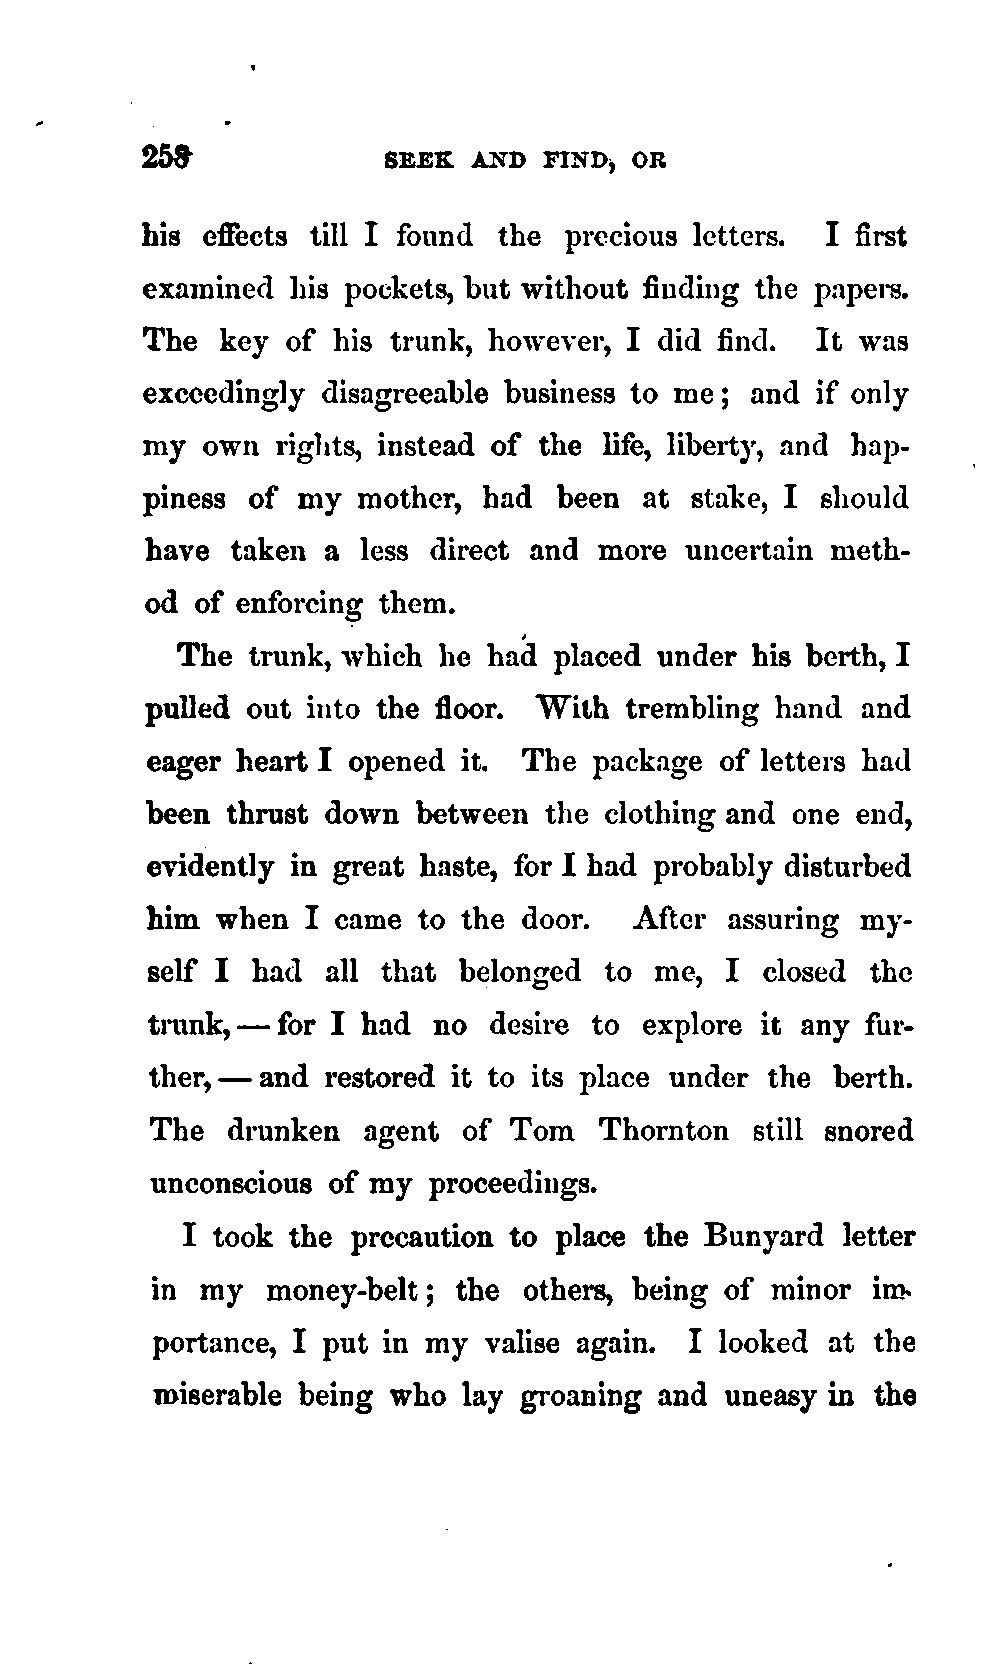 258 SEEK AND FIND, OR
his effects till I found the precious letters. I first
examined his pockets, but without finding the papers.
The key of his trunk, however, I did find. It was
exceedingly disagreeable business to me; and if only
my own rights, instead of the life, liberty, and hap-
piness of my mother, had been at stake, I should
have taken a less direct and more uncertain meth-
od of enforcing them.
The trunk, which he had placed under his berth, I
pulled out into the floor. With trembling hand and
eager heart I opened it. The package of letters had
been thrust down between the clothing and one end,
evidently in great haste, for I had probably disturbed
him when I came to the door. After assuring my-
self I had all that belonged to me, I closed the
trunk, — for I had no desire to explore it any fur-
ther, — and restored it to its place under the berth.
The drunken agent of Tom Thornton still snored
unconscious of my proceedings.
I took the precaution to place the Bunyard letter
in my money-belt; the others, being of minor im-
portance, I put in my valise again. I looked at the
miserable being who lay groaning and uneasy in the